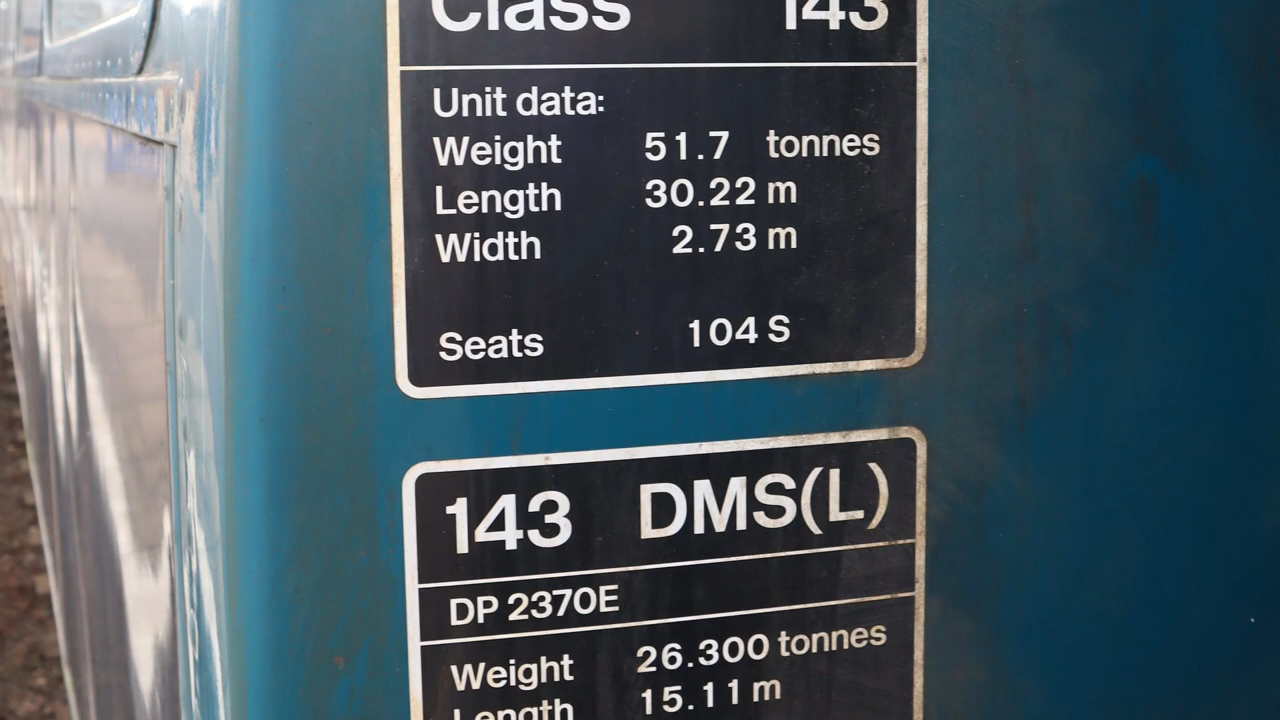 Class 143
Unit data:
Weight 51.7 tonnes
Length 30.22 m
Width 2.73 m
Seats 104 S
143 DMS(L)
DP 2370E
Weight 26.300 tonnes
Length 15.11 m